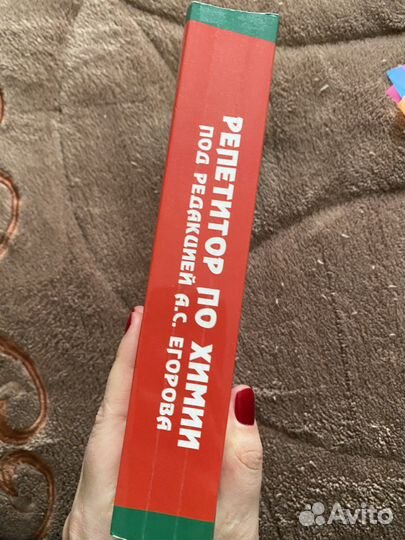 РЕПЕТИТОР ПО ХИМИИ
ПОД РЕДАКЦИЕЙ А.С. ЕГОРОВА
Avito